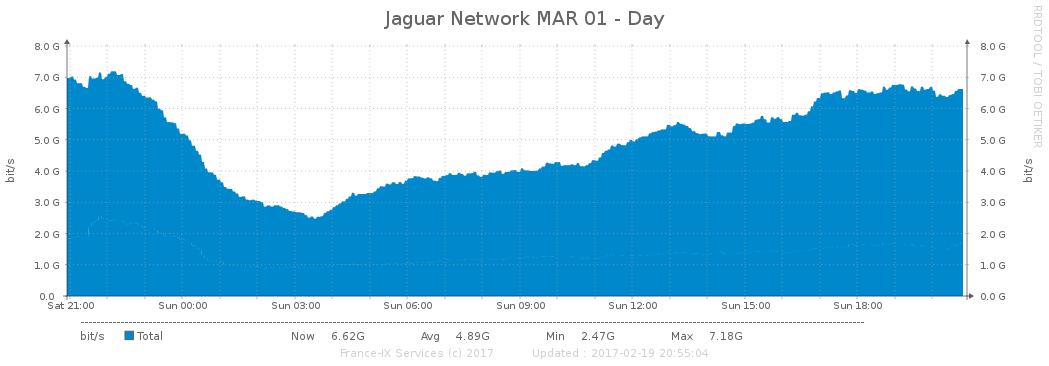 Jaguar Network MAR 01 - Day
RRDTOOL / TOBI OETIKER
bit/s
bit/s
8.0 G 8.0 G
7.0 G 7.0 G
6.0 G 6.0 G
5.0 G 5.0 G
4.0 G 4.0 G
3.0 G 3.0 G
2.0 G 2.0 G
1.0 G 1.0 G
0.0 0.0 G
Sat 21:00 Sun 00:00 Sun 03:00 Sun 06:00 Sun 09:00 Sun 12:00 Sun 15:00 Sun 18:00
bit/s Total Now 6.62G Avg 4.89G Min 2.47G Max 7.18G
France-IX Services (c) 2017 Updated : 2017-02-19 20:55:04